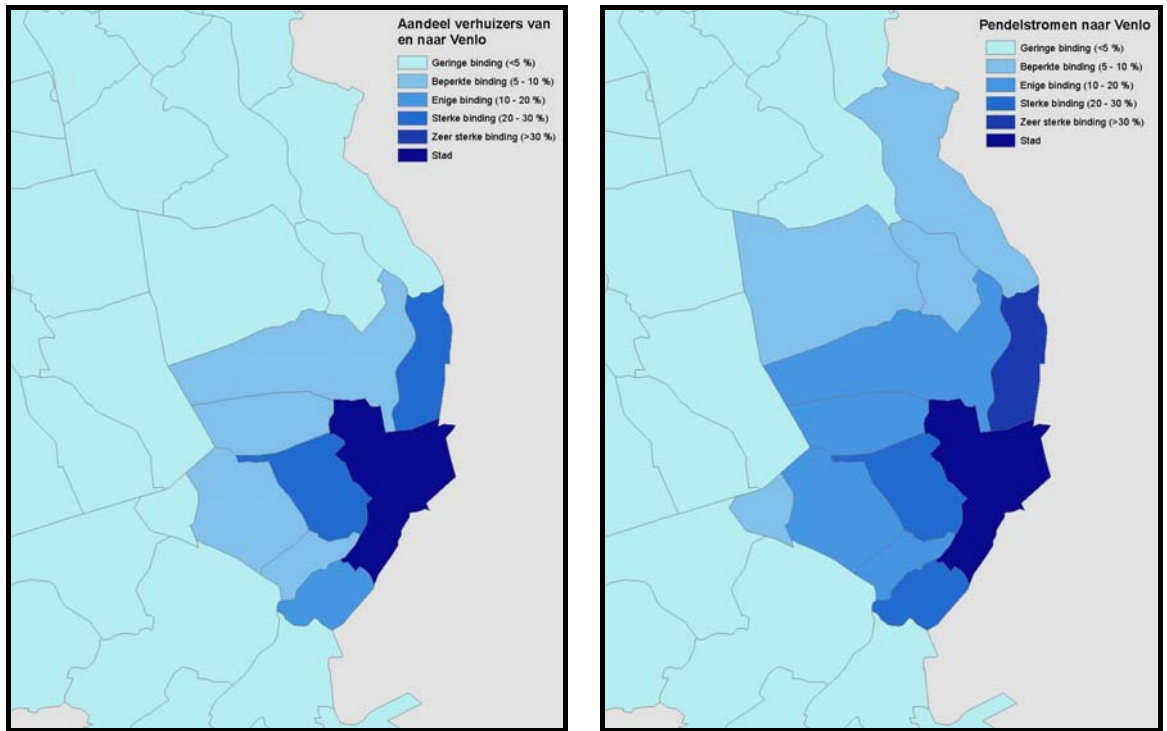 Aandeel verhuizers van
en naar Venlo
Geringe binding (<5 %)
Beperkte binding (5 - 10 %)
Enige binding (10 - 20 %)
Sterke binding (20 - 30 %)
Zeer sterke binding (>30 %)
Stad
Pendelstromen naar Venlo
Geringe binding (<5 %)
Beperkte binding (5 - 10 %)
Enige binding (10 - 20 %)
Sterke binding (20 - 30 %)
Zeer sterke binding (>30 %)
Stad